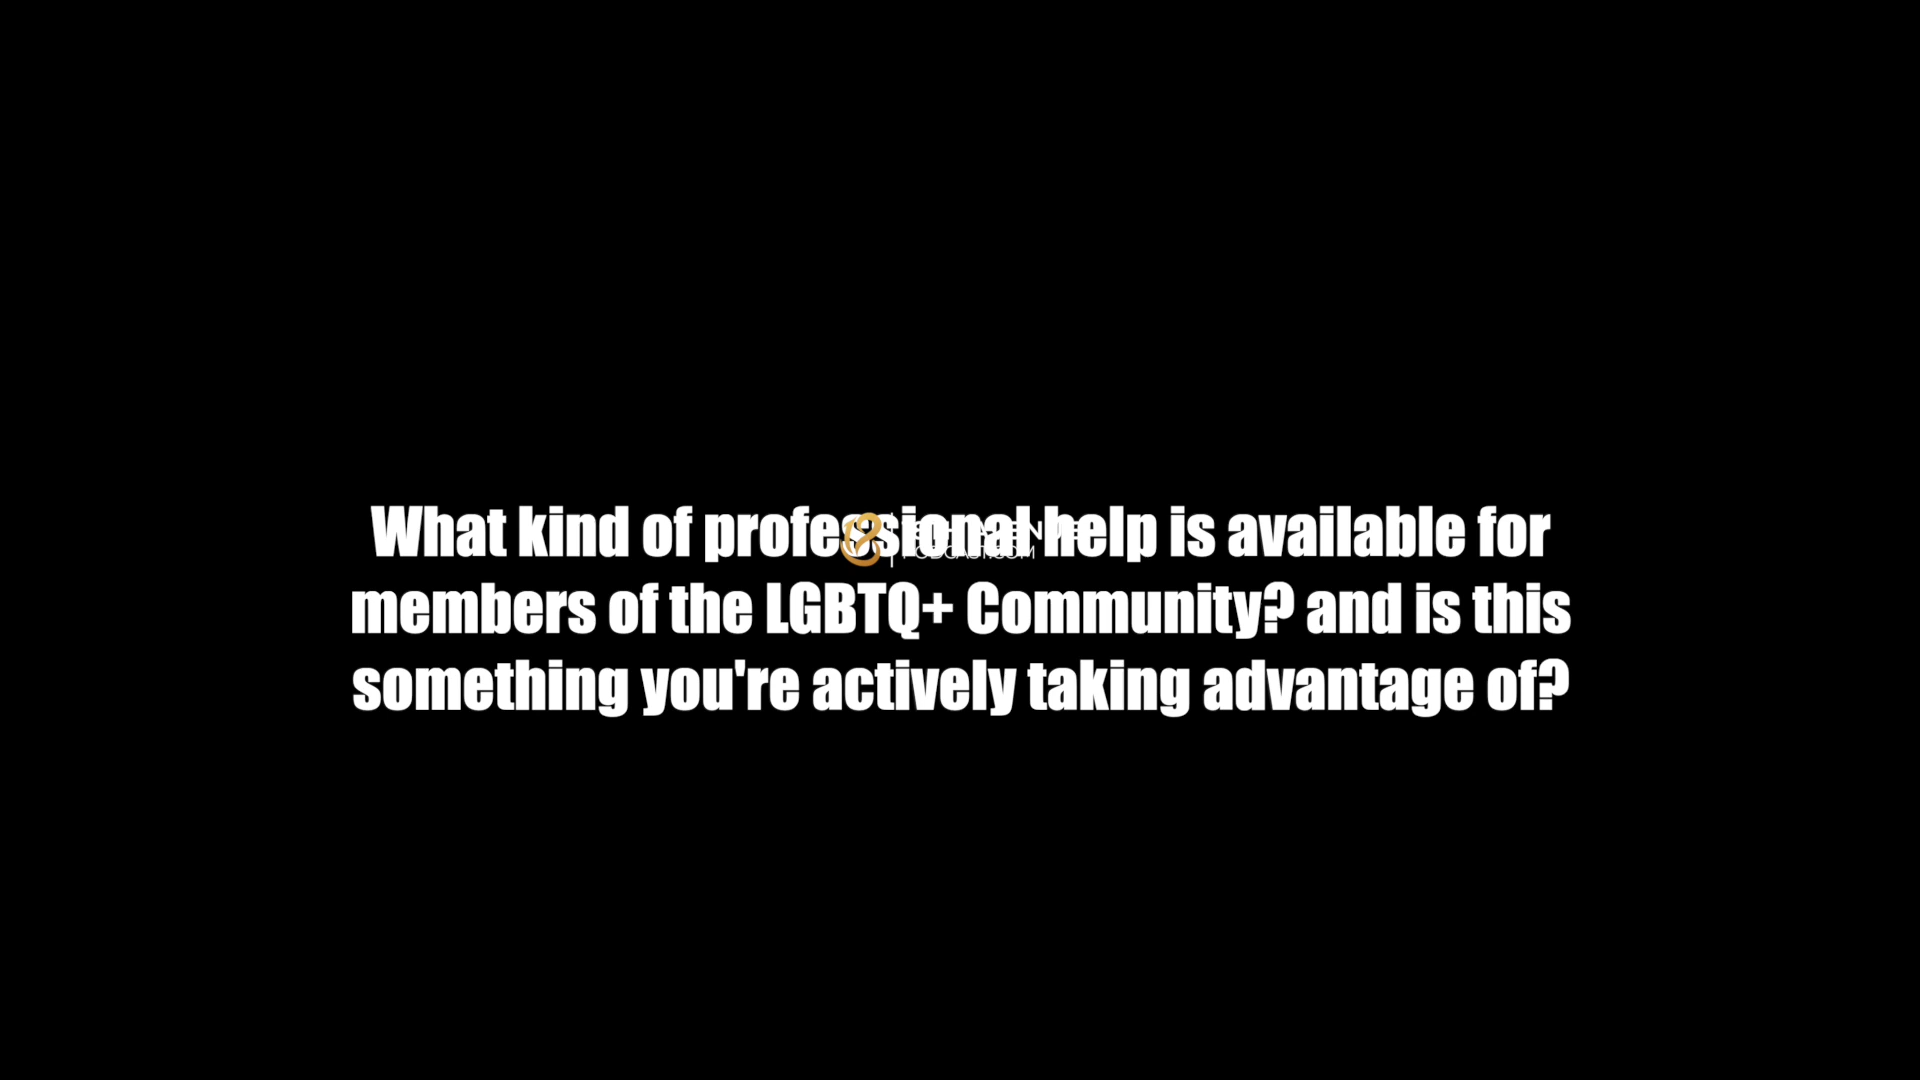 What kind of professional help is available for
members of the LGBTQ+ Community? and is this
something you're actively taking advantage of?